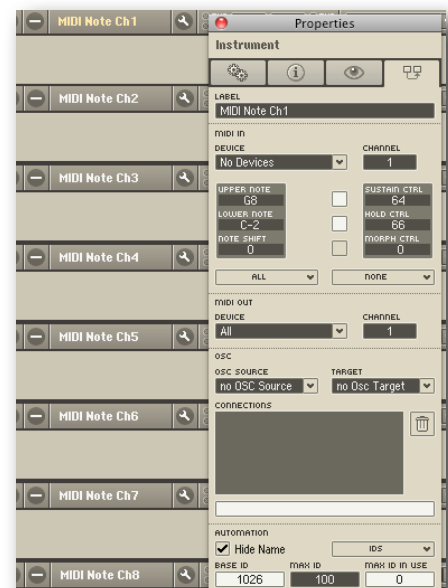 MIDI Note Ch1
Properties
Instrument
MIDI Note Ch2
LABEL
MIDI Note Ch1
MIDI IN
DEVICE CHANNEL
No Devices 1
MIDI Note Ch3
UPPER NOTE SUSTAIN CTRL
G8 64
LOWER NOTE HOLD CTRL
C-2 66
NOTE SHIFT MORPH CTRL
0 0
MIDI Note Ch4
ALL NONE
MIDI OUT
DEVICE CHANNEL
All 1
MIDI Note Ch5
OSC
OSC SOURCE TARGET
no OSC Source no Osc Target
CONNECTIONS
MIDI Note Ch6
MIDI Note Ch7
AUTOMATION
Hide Name IDS
BASE ID MAX ID MAX ID IN USE
1026 100 0
MIDI Note Ch8